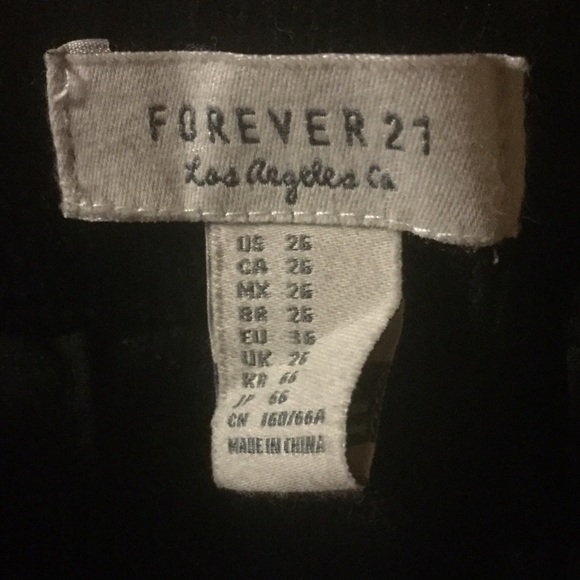 FOREVER 21
Los Angeles Ca
US 26
CA 26
MX 26
BR 26
EU 36
UK 26
KR 66
JP 66
CN 160/66A
MADE IN CHINA